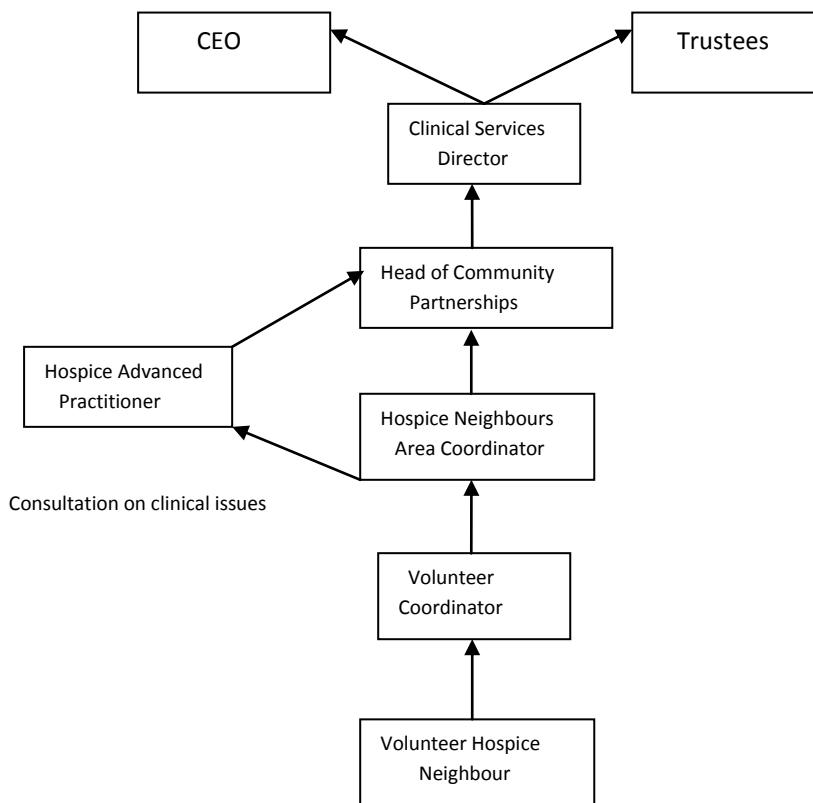 CEO
Trustees
Clinical Services
Director
Head of Community
Partnerships
Hospice Advanced
Practitioner
Hospice Neighbours
Area Coordinator
Consultation on clinical issues
Volunteer
Coordinator
Volunteer Hospice
Neighbour